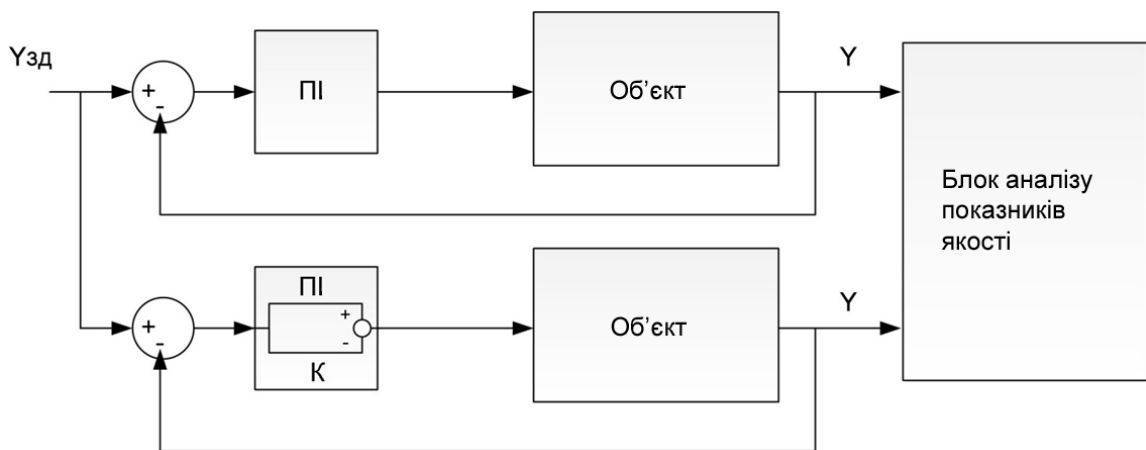 Yзд
+
-
ПІ
Об’єкт
Y
Блок аналізу
показників
якості
+
-
ПІ
+
-
К
Об’єкт
Y